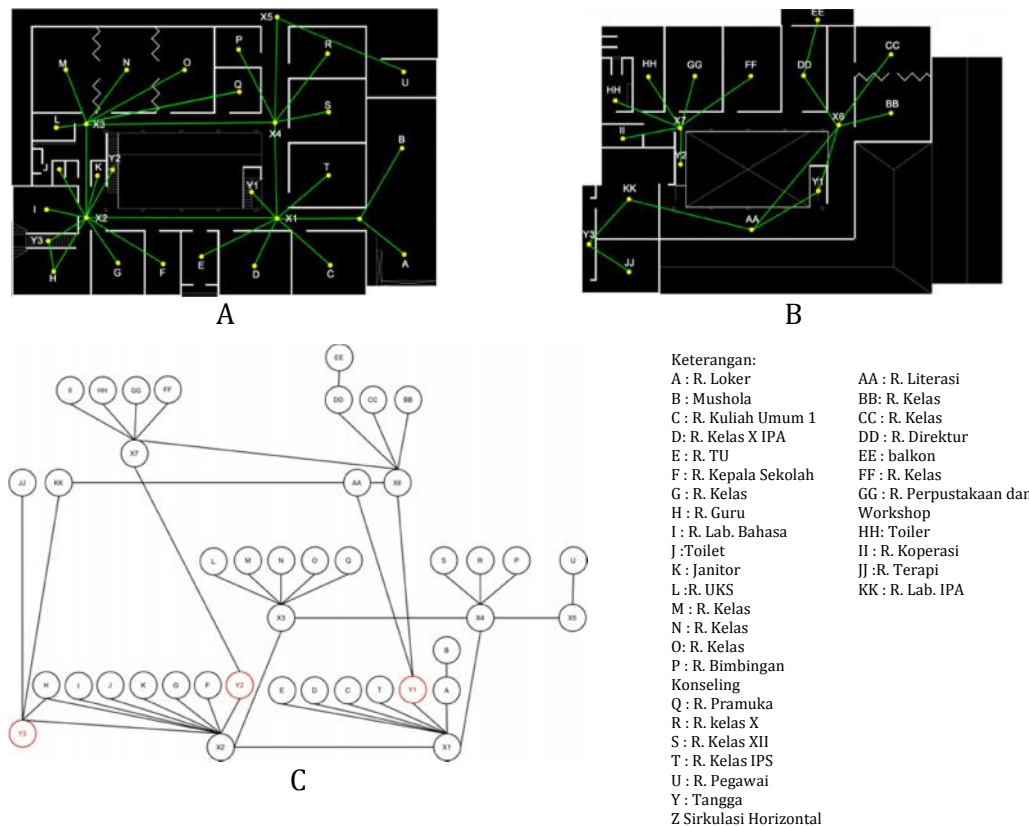 X5
P R
M N O U
Q S
L X3 X4
B
J K Y2 T
Y1
I X2 X1
Y3
H G F E D C A
A
EE
CC
HH GG FF DD
HH BB
X7 X6
II
Y2
KK Y1
AA
Y3
JJ
B
EE
II HH GG FF DD CC BB
X7
JJ KK AA X6
L M N O Q S R P U
X3 X4 X5
B
H I J K G F Y2 E D C T Y1 A
Y3 X2 X1
C
Keterangan:
A : R. Loker
B : Mushola
C : R. Kuliah Umum 1
D: R. Kelas X IPA
E : R. TU
F : R. Kepala Sekolah
G : R. Kelas
H : R. Guru
I : R. Lab. Bahasa
J :Toilet
K : Janitor
L :R. UKS
M : R. Kelas
N : R. Kelas
O: R. Kelas
P : R. Bimbingan
Konseling
Q : R. Pramuka
R : R. kelas X
S : R. Kelas XII
T : R. Kelas IPS
U : R. Pegawai
Y : Tangga
Z Sirkulasi Horizontal
AA : R. Literasi
BB: R. Kelas
CC : R. Kelas
DD : R. Direktur
EE : balkon
FF : R. Kelas
GG : R. Perpustakaan dar
Workshop
HH: Toiler
II : R. Koperasi
JJ :R. Terapi
KK : R. Lab. IPA